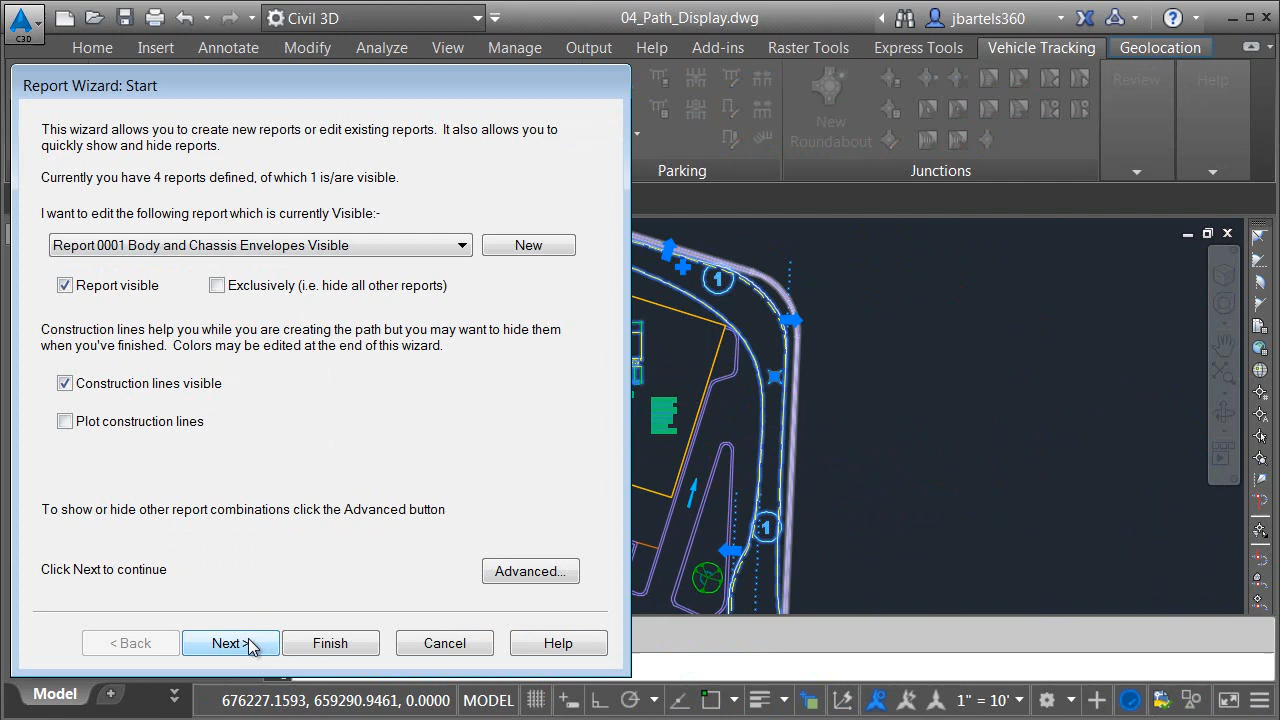 C3D
Civil 3D
04_Path_Display.dwg
jbartels360
Home Insert Annotate Modify Analyze View Manage Output Help Add-ins Raster Tools Express Tools Vehicle Tracking Geolocation
Report Wizard: Start
This wizard allows you to create new reports or edit existing reports. It also allows you to
quickly show and hide reports.
Currently you have 4 reports defined, of which 1 is/are visible.
I want to edit the following report which is currently Visible:-
Report 0001 Body and Chassis Envelopes Visible
New
Report visible
Exclusively (i.e. hide all other reports)
Construction lines help you while you are creating the path but you may want to hide them
when you've finished. Colors may be edited at the end of this wizard.
Construction lines visible
Plot construction lines
To show or hide other report combinations click the Advanced button
Click Next to continue
Advanced...
< Back Next > Finish Cancel Help
New
Roundabout
Review
Help
Parking
Junctions
1
1
Model
676227.1593, 659290.9461, 0.0000 MODEL
1" = 10'